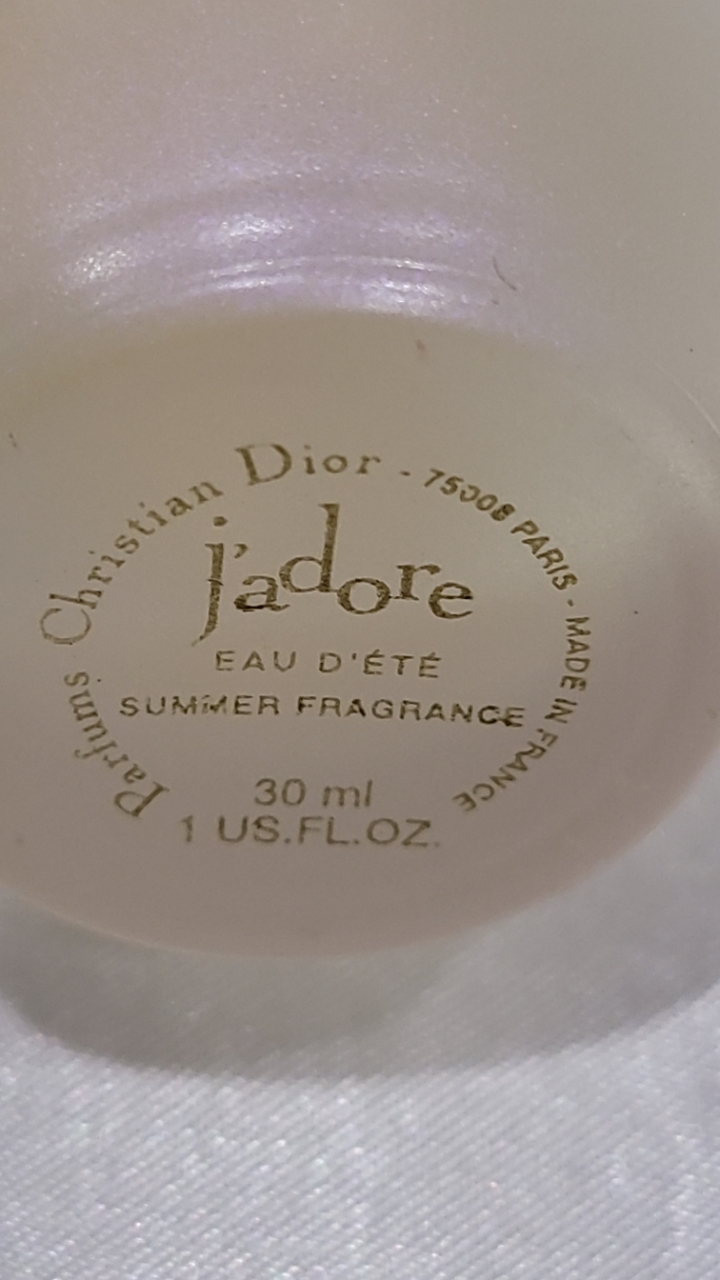 Parfums Christian Dior - 75008 PARIS - MADE IN FRANCE
j'adore
EAU D'ÉTÉ
SUMMER FRAGRANCE
30 ml
1 US.FL.OZ.